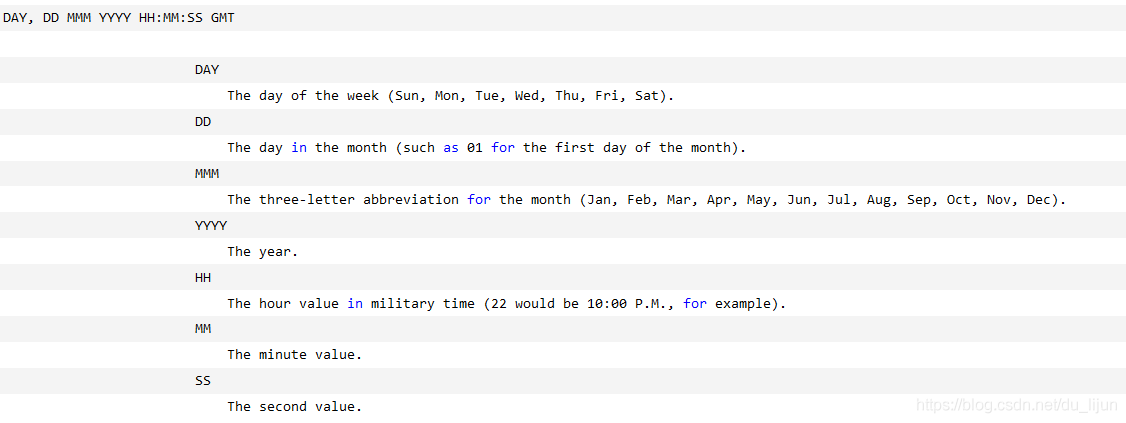 DAY, DD MMM YYYY HH:MM:SS GMT
DAY
The day of the week (Sun, Mon, Tue, Wed, Thu, Fri, Sat).
DD
The day in the month (such as 01 for the first day of the month).
MMM
The three-letter abbreviation for the month (Jan, Feb, Mar, Apr, May, Jun, Jul, Aug, Sep, Oct, Nov, Dec).
YYYY
The year.
HH
The hour value in military time (22 would be 10:00 P.M., for example).
MM
The minute value.
SS
The second value.
https://blog.csdn.net/du_lijun